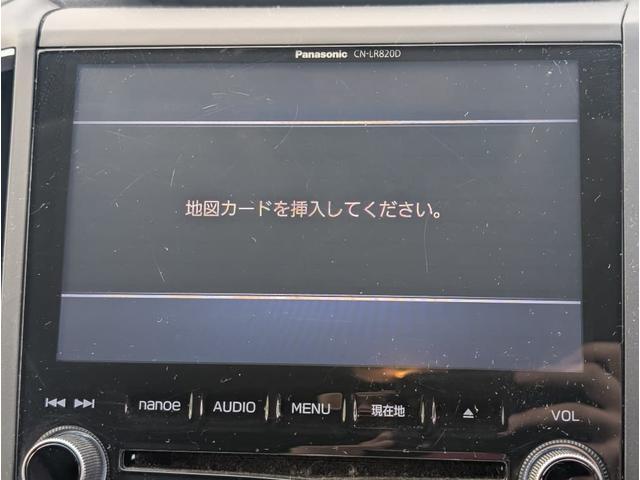 Panasonic CN-LR820D
地図カードを挿入してください。
nanoe AUDIO MENU 現在地 VOL